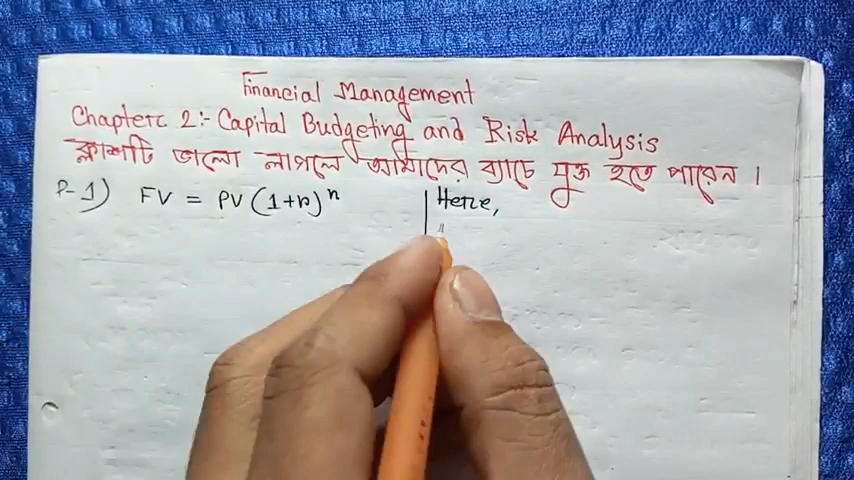 Financial Management
Chapter 2:- Capital Budgeting and Risk Analysis
ক্লাশটি ভালো লাগলে আমাদের ব্যাচে যুক্ত হতে পারেন ।
P-1) FV = PV(1+r)^n | Here,